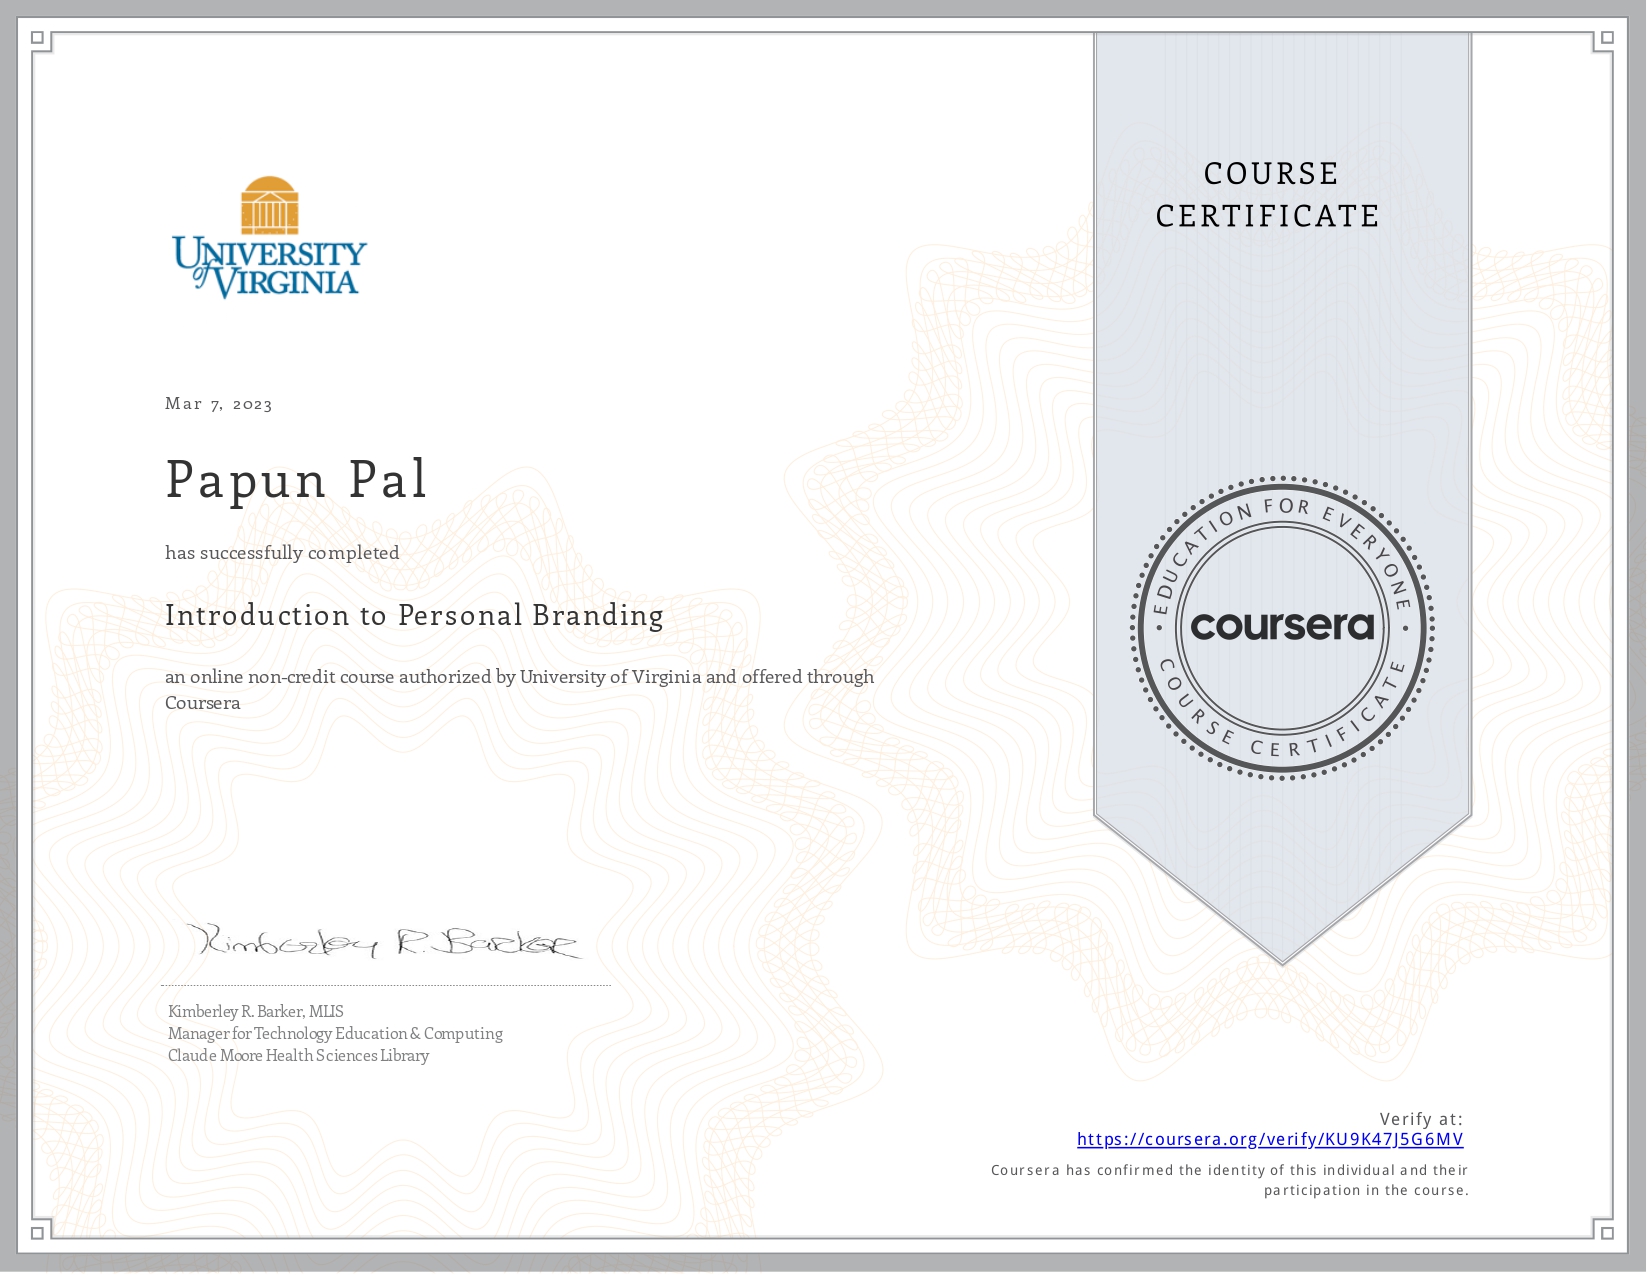 UNIVERSITY
of VIRGINIA
COURSE
CERTIFICATE
Mar 7, 2023
Papun Pal
has successfully completed
Introduction to Personal Branding
an online non-credit course authorized by University of Virginia and offered through
Coursera
• EDUCATION FOR EVERYONE •
coursera
COURSE CERTIFICATE
Kimberley R. Barker
Kimberley R. Barker, MLIS
Manager for Technology Education & Computing
Claude Moore Health Sciences Library
Verify at:
https://coursera.org/verify/KU9K47J5G6MV
Coursera has confirmed the identity of this individual and their
participation in the course.